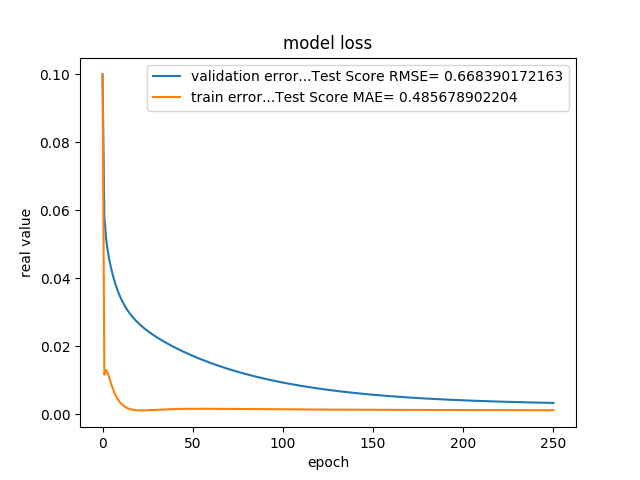 model loss
validation error...Test Score RMSE= 0.668390172163
train error...Test Score MAE= 0.485678902204
real value
0.10
0.08
0.06
0.04
0.02
0.00
0 50 100 150 200 250
epoch